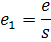 e₁ = e/s